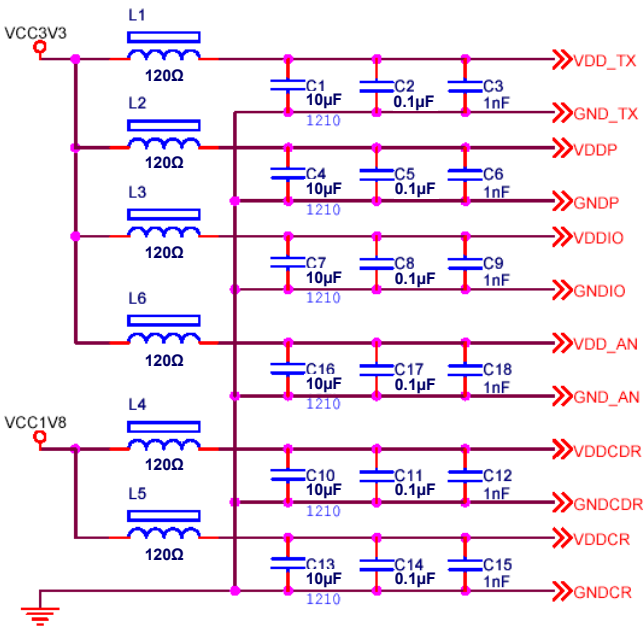 L1
VCC3V3
VDD_TX
120Ω
C1
10µF
1210
C2
0.1µF
C3
1nF
L2
GND_TX
VDDP
120Ω
C4
10µF
1210
C5
0.1µF
C6
1nF
L3
GNDP
VDDIO
120Ω
C7
10µF
1210
C8
0.1µF
C9
1nF
L6
GNDIO
VDD_AN
120Ω
C16
10µF
1210
C17
0.1µF
C18
1nF
L4
GND_AN
VCC1V8
VDDCDR
120Ω
C10
10µF
1210
C11
0.1µF
C12
1nF
L5
GNDCDR
VDDCR
120Ω
C13
10µF
1210
C14
0.1µF
C15
1nF
GNDCR